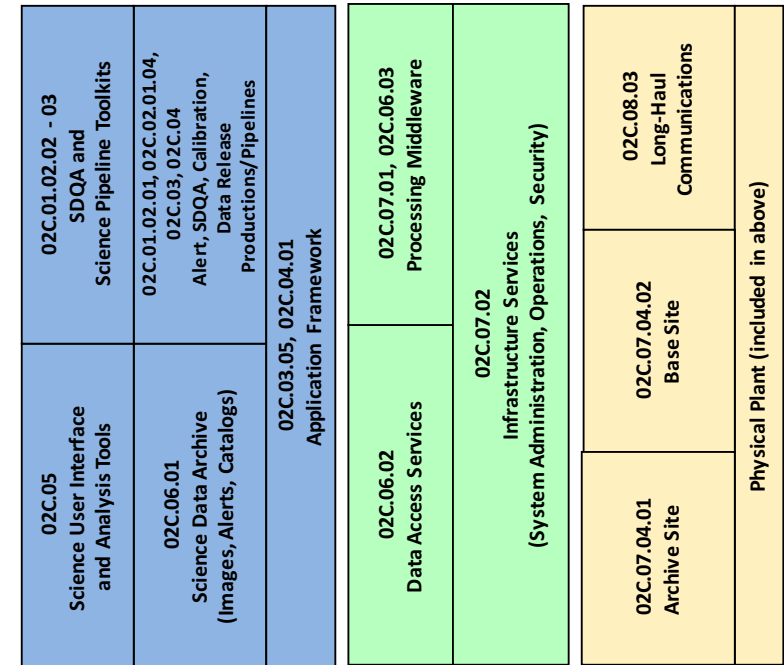 02C.05
Science User Interface
and Analysis Tools
02C.01.02.02 - 03
SDQA and
Science Pipeline Toolkits
02C.06.01
Science Data Archive
(Images, Alerts, Catalogs)
02C.01.02.01, 02C.02.01.04,
02C.03, 02C.04
Alert, SDQA, Calibration,
Data Release
Productions/Pipelines
02C.03.05, 02C.04.01
Application Framework
02C.06.02
Data Access Services
02C.07.01, 02C.06.03
Processing Middleware
02C.07.02
Infrastructure Services
(System Administration, Operations, Security)
02C.07.04.01
Archive Site
02C.07.04.02
Base Site
02C.08.03
Long-Haul
Communications
Physical Plant (included in above)